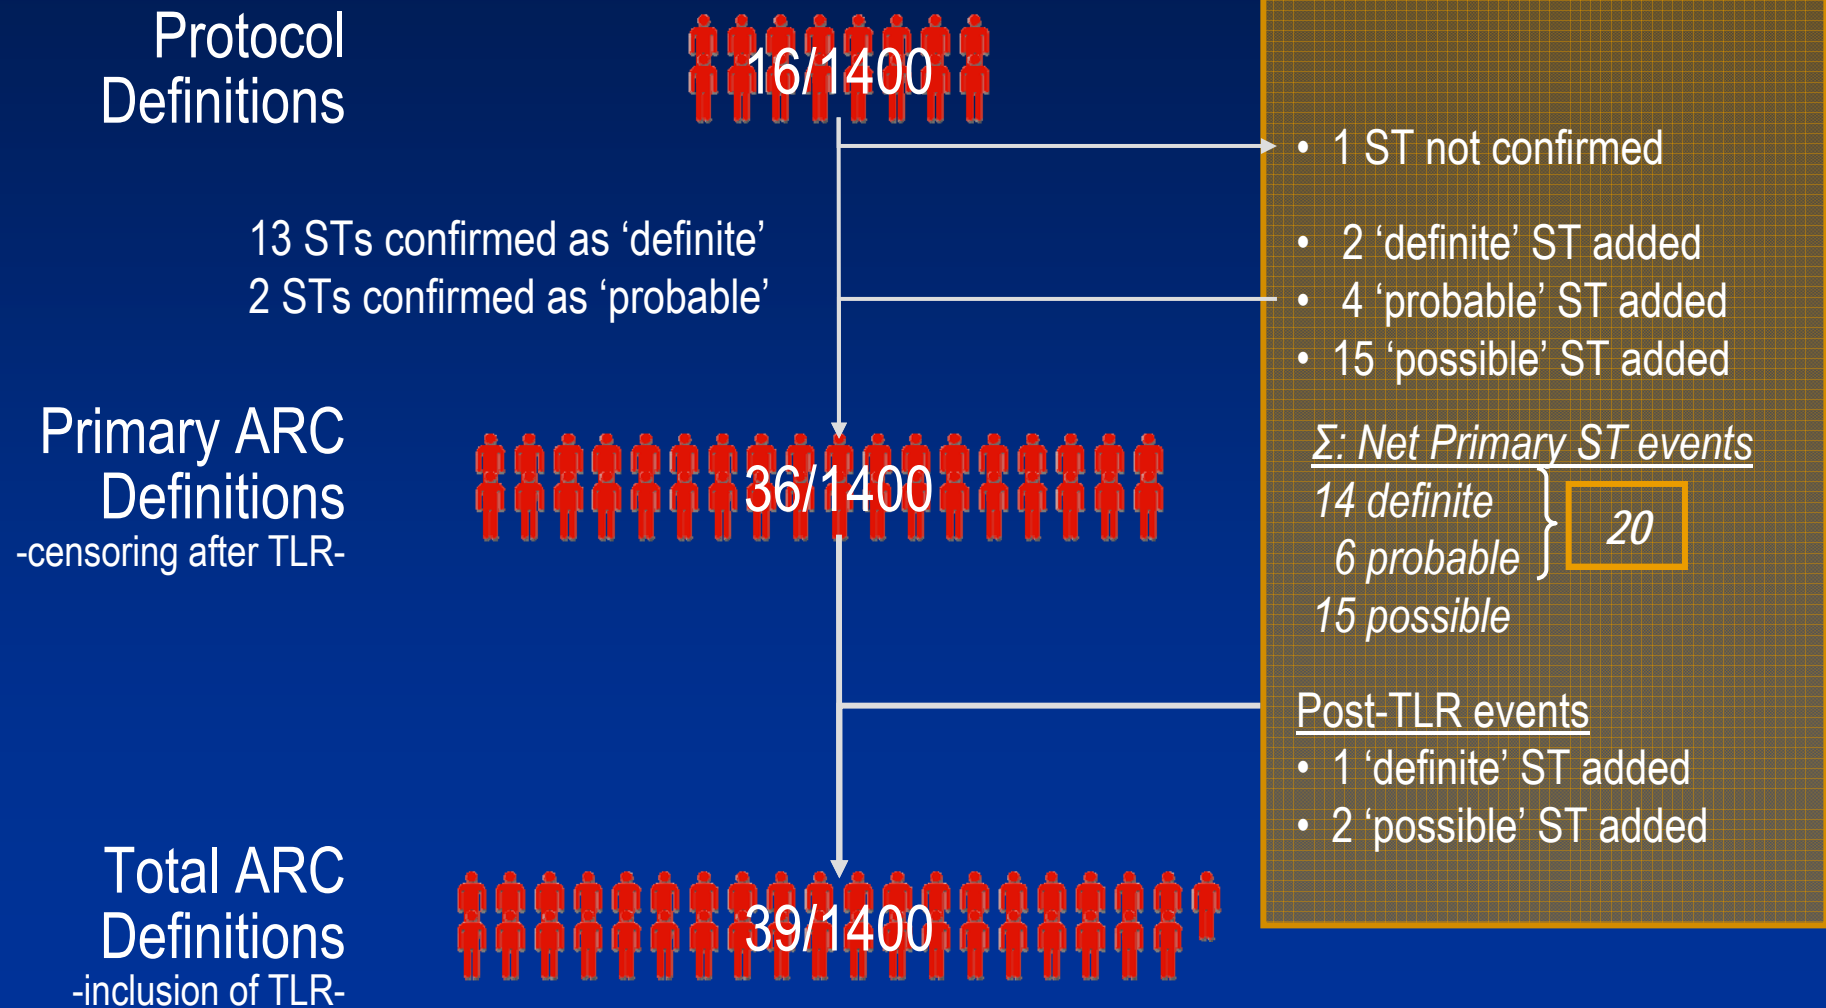 Protocol
Definitions
16/1400
• 1 ST not confirmed
13 STs confirmed as ‘definite’
2 STs confirmed as ‘probable’
• 2 ‘definite’ ST added
• 4 ‘probable’ ST added
• 15 ‘possible’ ST added
Primary ARC
Definitions
-censoring after TLR-
36/1400
Σ: Net Primary ST events
14 definite
6 probable
20
15 possible
Post-TLR events
• 1 ‘definite’ ST added
• 2 ‘possible’ ST added
Total ARC
Definitions
-inclusion of TLR-
39/1400